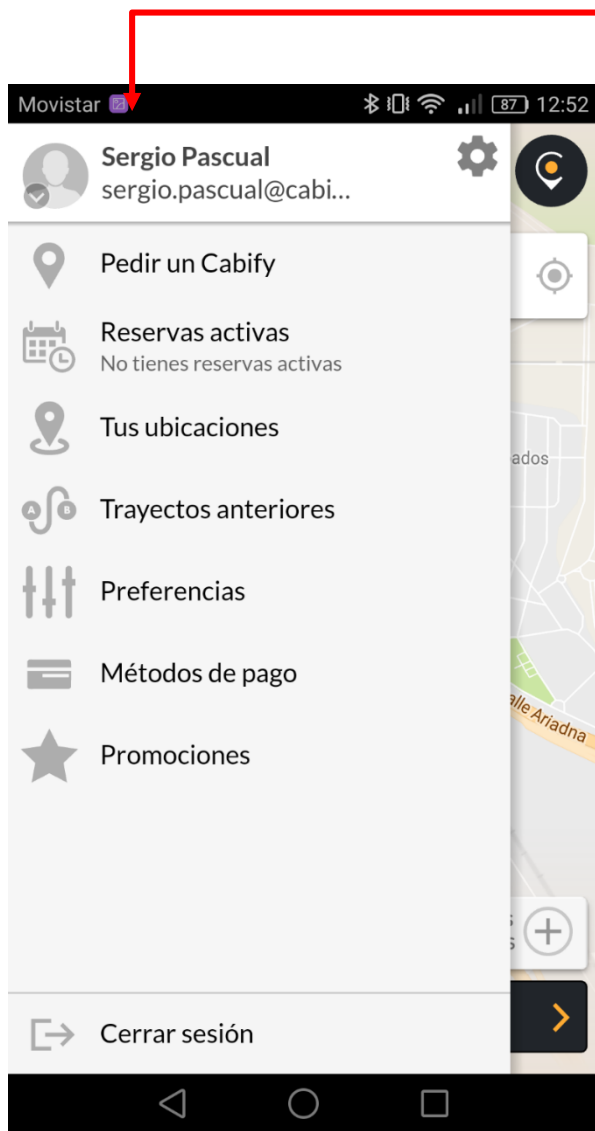 Movistar 87 12:52
Sergio Pascual
sergio.pascual@cabi...
Pedir un Cabify
Reservas activas
No tienes reservas activas
Tus ubicaciones
ados
A B
Trayectos anteriores
Preferencias
Métodos de pago
alle Ariadna
Promociones
s
s
Cerrar sesión